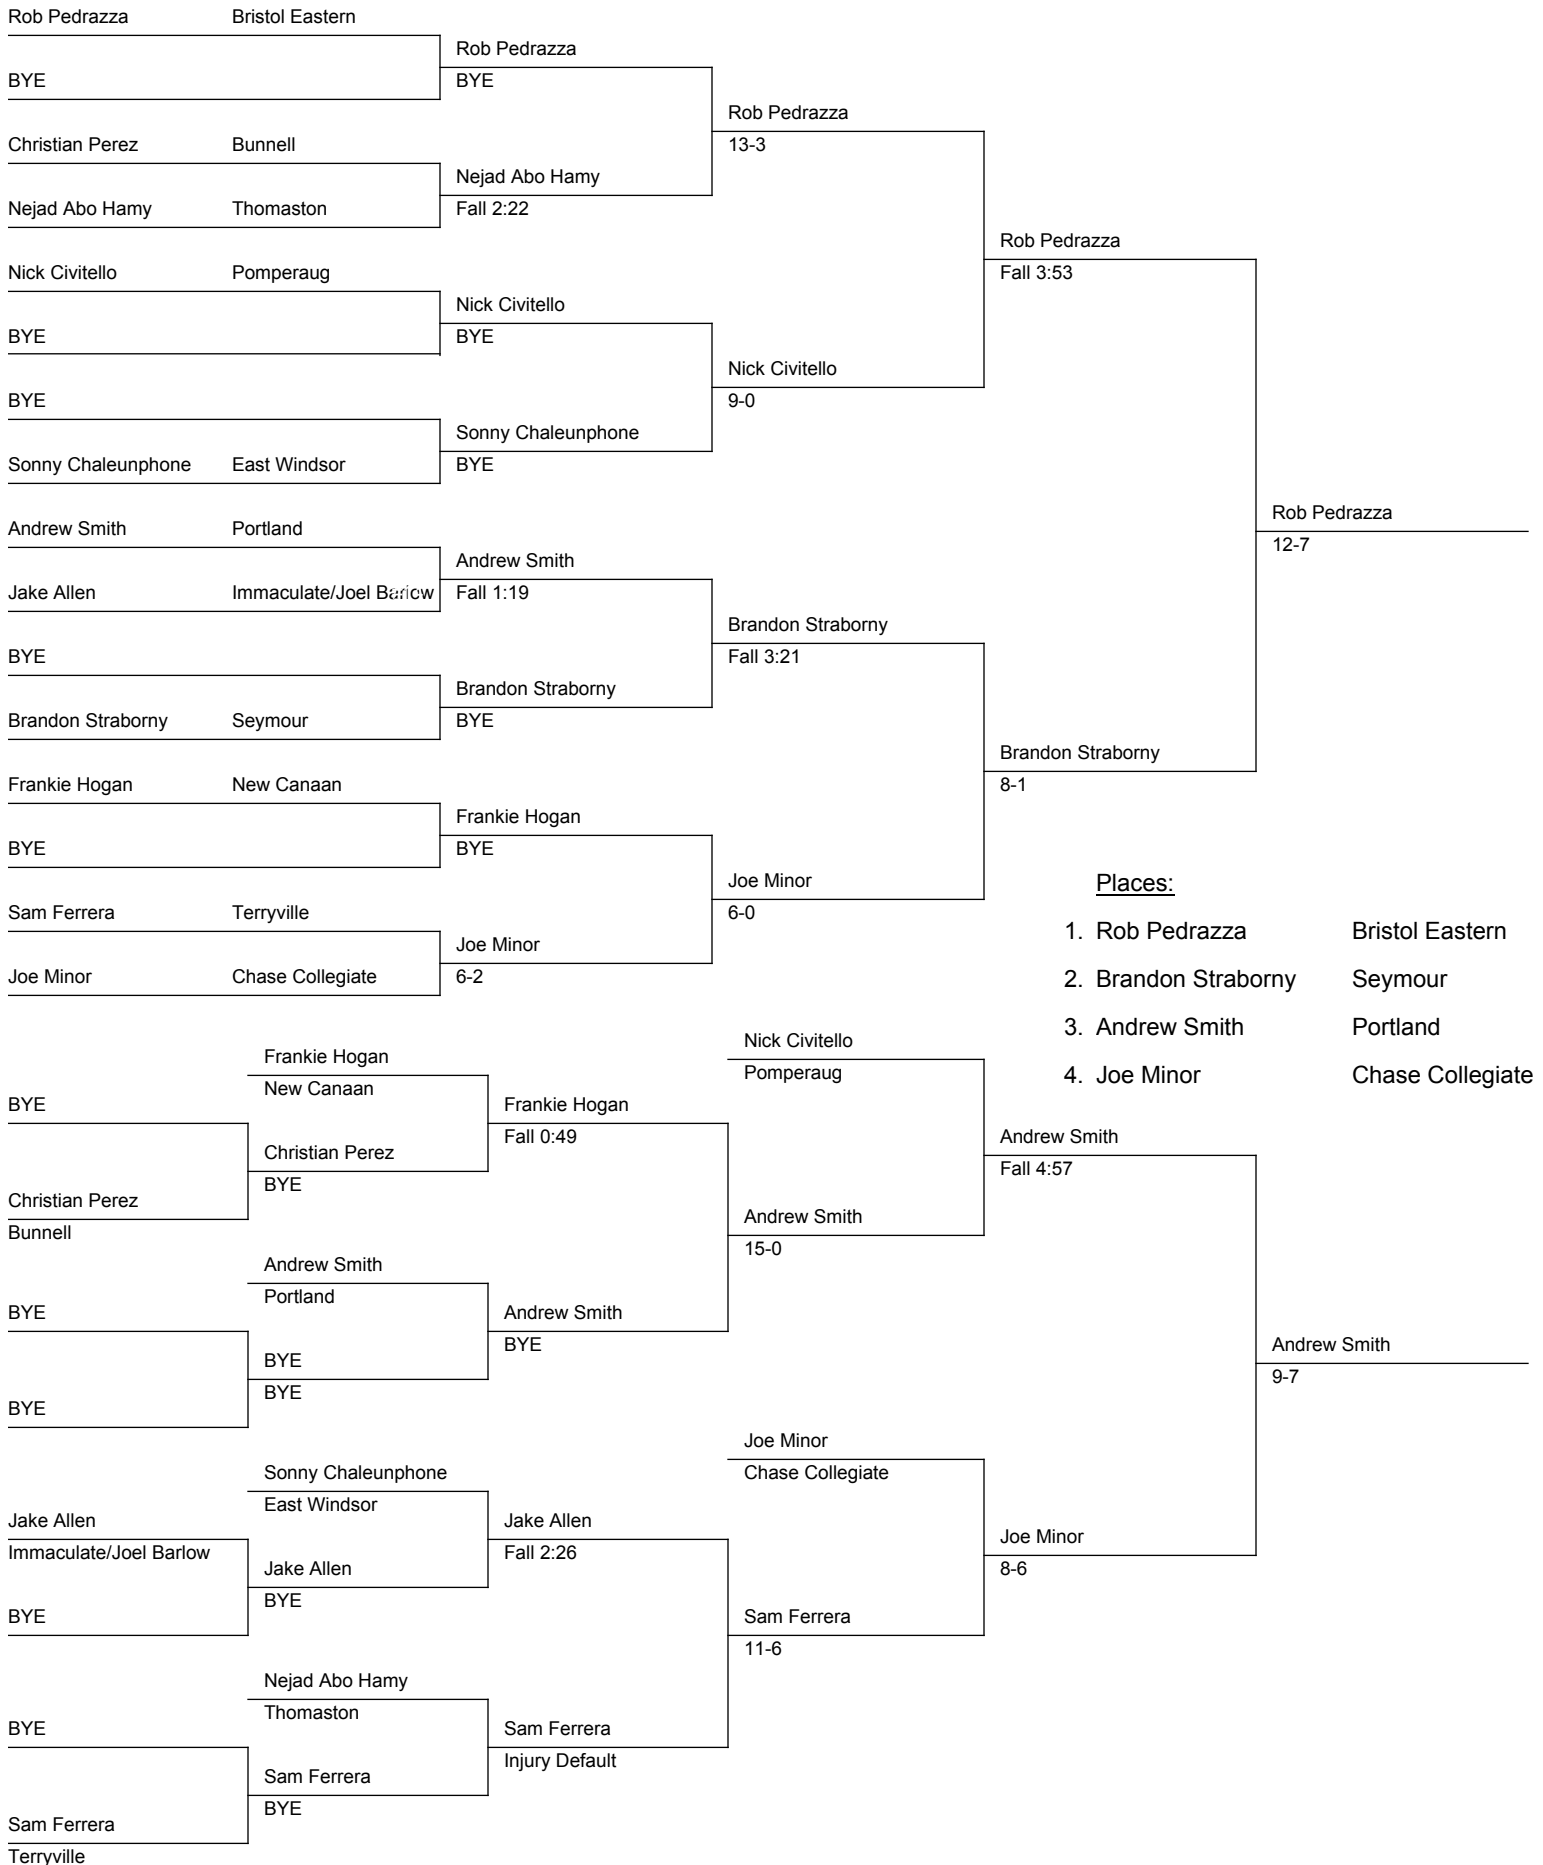 Rob Pedrazza Bristol Eastern
Rob Pedrazza
BYE BYE
Rob Pedrazza
Christian Perez Bunnell 13-3
Nejad Abo Hamy
Nejad Abo Hamy Thomaston Fall 2:22
Rob Pedrazza
Nick Civitello Pomperaug Fall 3:53
Nick Civitello
BYE BYE
Nick Civitello
BYE 9-0
Sonny Chaleunphone
Sonny Chaleunphone East Windsor BYE
Rob Pedrazza
Andrew Smith Portland 12-7
Andrew Smith
Jake Allen Immaculate/Joel Barlow Fall 1:19
Brandon Straborny
BYE Fall 3:21
Brandon Straborny
Brandon Straborny Seymour BYE
Brandon Straborny
Frankie Hogan New Canaan 8-1
Frankie Hogan
BYE BYE
Joe Minor Places:
Sam Ferrera Terryville 6-0
1. Rob Pedrazza Bristol Eastern
Joe Minor
Joe Minor Chase Collegiate 6-2
2. Brandon Straborny Seymour
3. Andrew Smith Portland
Nick Civitello
Frankie Hogan
Pomperaug 4. Joe Minor Chase Collegiate
New Canaan
BYE Frankie Hogan
Fall 0:49 Andrew Smith
Christian Perez
Fall 4:57
BYE
Christian Perez
Andrew Smith
Bunnell
15-0
Andrew Smith
Portland
BYE Andrew Smith
BYE Andrew Smith
BYE
9-7
BYE
BYE
Joe Minor
Sonny Chaleunphone Chase Collegiate
East Windsor
Jake Allen Jake Allen
Joe Minor
Immaculate/Joel Barlow Fall 2:26
Jake Allen 8-6
BYE
BYE Sam Ferrera
11-6
Nejad Abo Hamy
Thomaston
BYE Sam Ferrera
Injury Default
Sam Ferrera
BYE
Sam Ferrera
Terryville